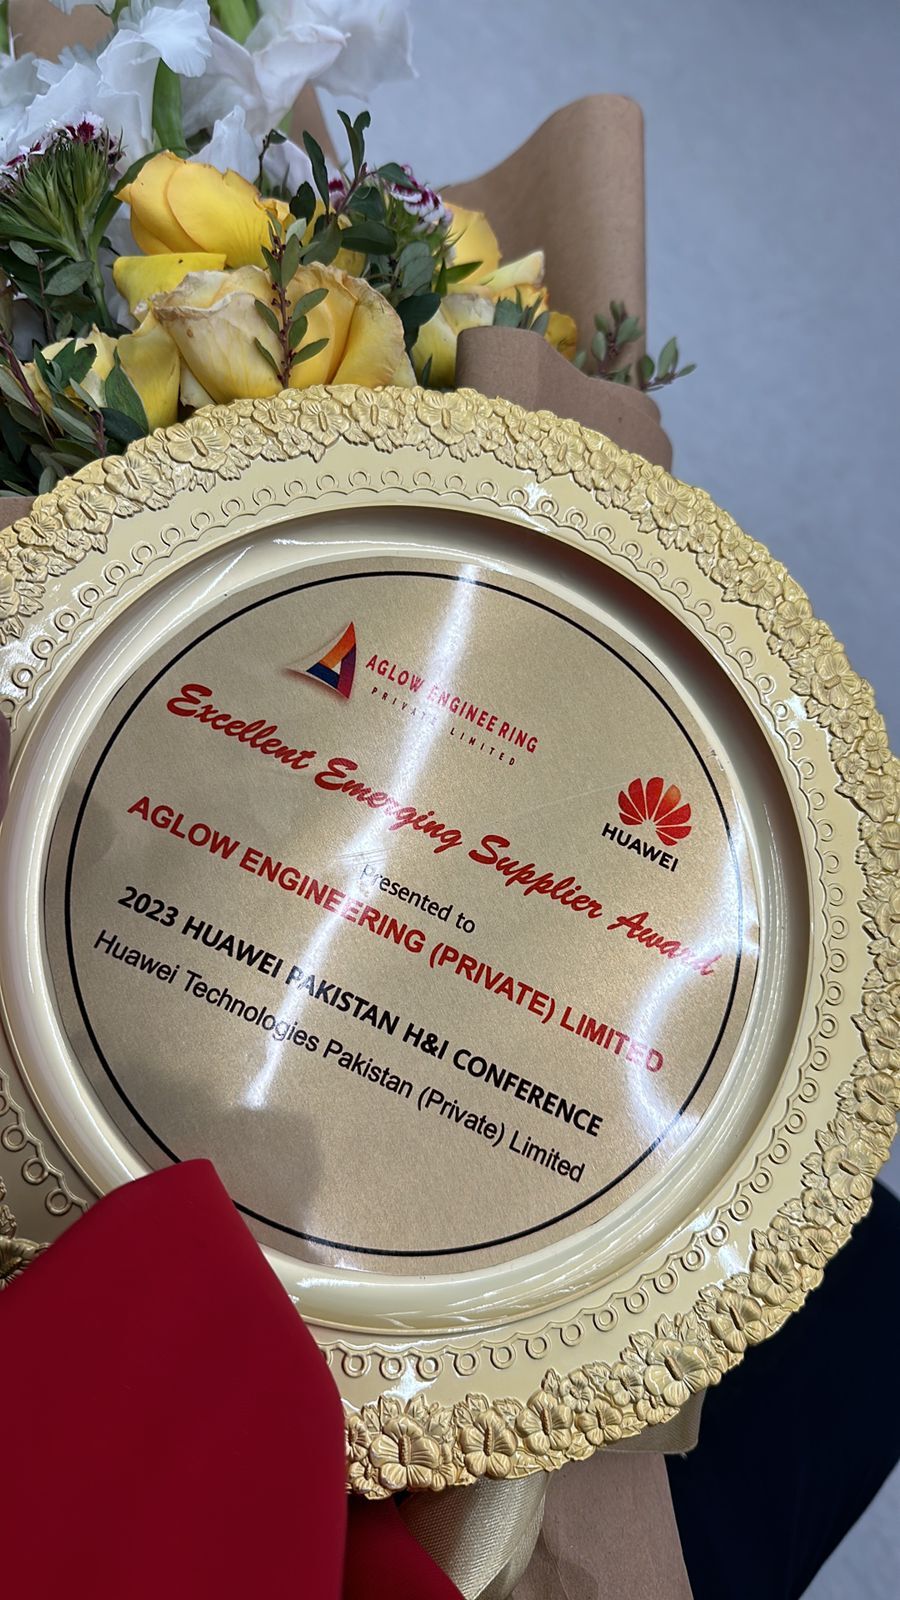 AGLOW ENGINEERING
PRIVATE LIMITED
HUAWEI
Excellent Emerging Supplier Award
Presented to
AGLOW ENGINEERING (PRIVATE) LIMITED
2023 HUAWEI PAKISTAN H&I CONFERENCE
Huawei Technologies Pakistan (Private) Limited